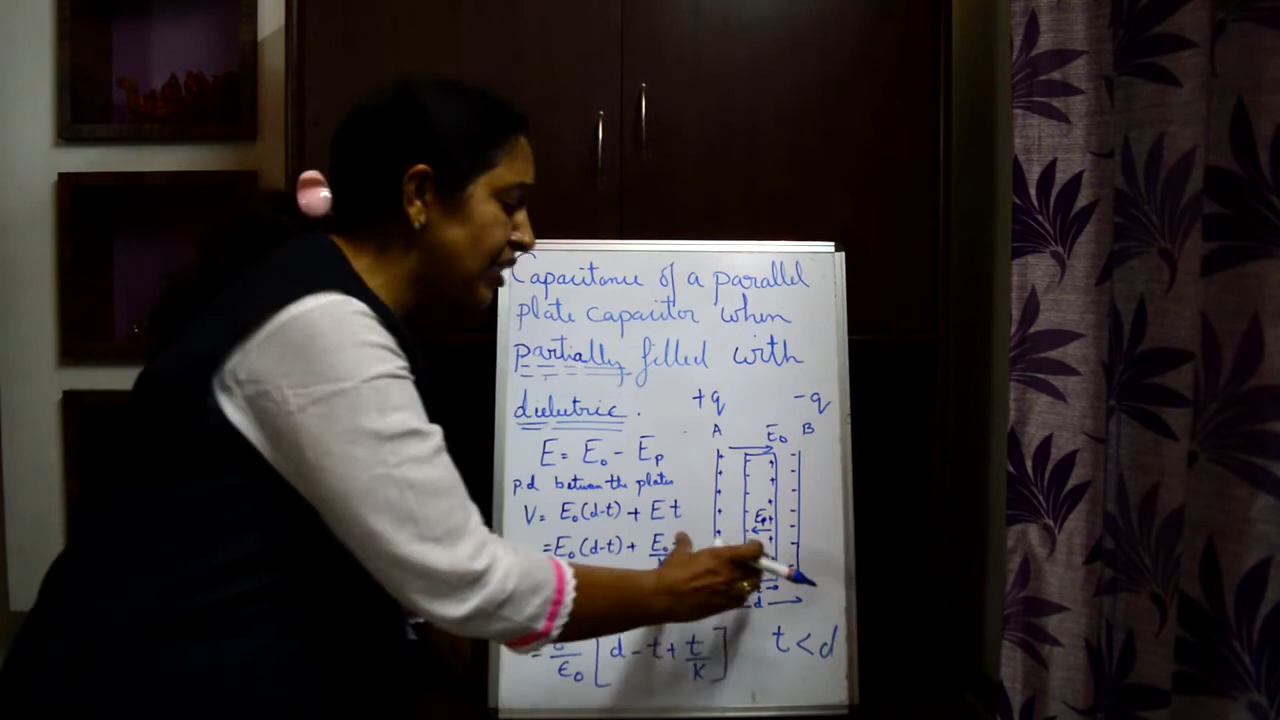 Capacitance of a parallel
plate capacitor when
partially filled with
dielectric.
+q -q
A E₀ B
E = E₀ - Eₚ
p.d between the plates
V = E₀(d-t) + Et
Eₚ
= E₀(d-t) + E₀
d
= /ε₀ [d - t + t/K]
t < d